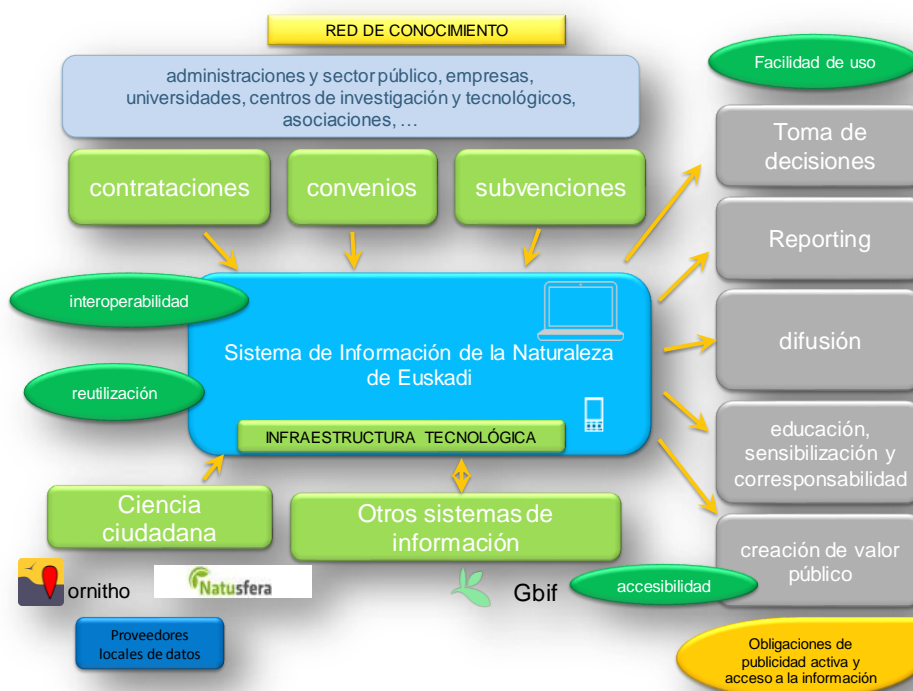 RED DE CONOCIMIENTO
administraciones y sector público, empresas,
universidades, centros de investigación y tecnológicos,
asociaciones, ...
Facilidad de uso
contrataciones
convenios
subvenciones
Toma de
decisiones
Reporting
interoperabilidad
difusión
Sistema de Información de la Naturaleza
de Euskadi
reutilización
INFRAESTRUCTURA TECNOLÓGICA
educación,
sensibilización y
corresponsabilidad
Ciencia
ciudadana
Otros sistemas de
información
creación de valor
público
accesibilidad
ornitho
Natusfera
Gbif
Proveedores
locales de datos
Obligaciones de
publicidad activa y
acceso a la información